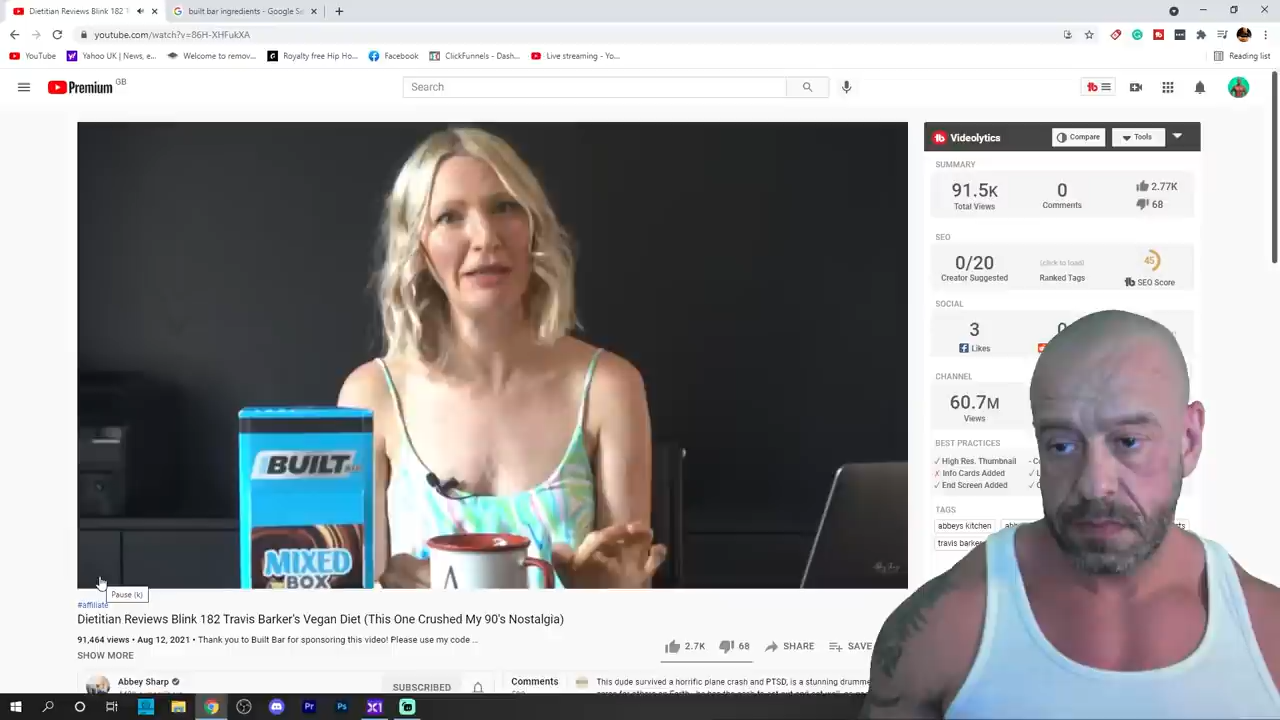 Dietitian Reviews Blink 182 T
built bar ingredients - Google Se
youtube.com/watch?v=86H-XHFukXA
YouTube
Yahoo UK | News, e...
Welcome to remov...
Royalty free Hip Ho...
Facebook
ClickFunnels - Das...
Live streaming - Yo...
Reading list
Premium GB
Search
Videolytics
Compare
Tools
SUMMARY
91.5K
Total Views
0
Comments
2.77K
68
SEO
0/20
Creator Suggested
(click to load)
Ranked Tags
45
SEO Score
SOCIAL
3
Likes
CHANNEL
60.7M
Views
BEST PRACTICES
High Res. Thumbnail
Info Cards Added
End Screen Added
TAGS
abbeys kitchen
travis barker
BUILT
MIXED
BOX
Pause (k)
#affiliate
Dietitian Reviews Blink 182 Travis Barker's Vegan Diet (This One Crushed My 90's Nostalgia)
91,464 views • Aug 12, 2021 • Thank you to Built Bar for sponsoring this video! Please use my code ...
SHOW MORE
2.7K
68
SHARE
SAVE
Abbey Sharp
SUBSCRIBED
Comments
This dude survived a horrific plane crash and PTSD, is a stunning drumme